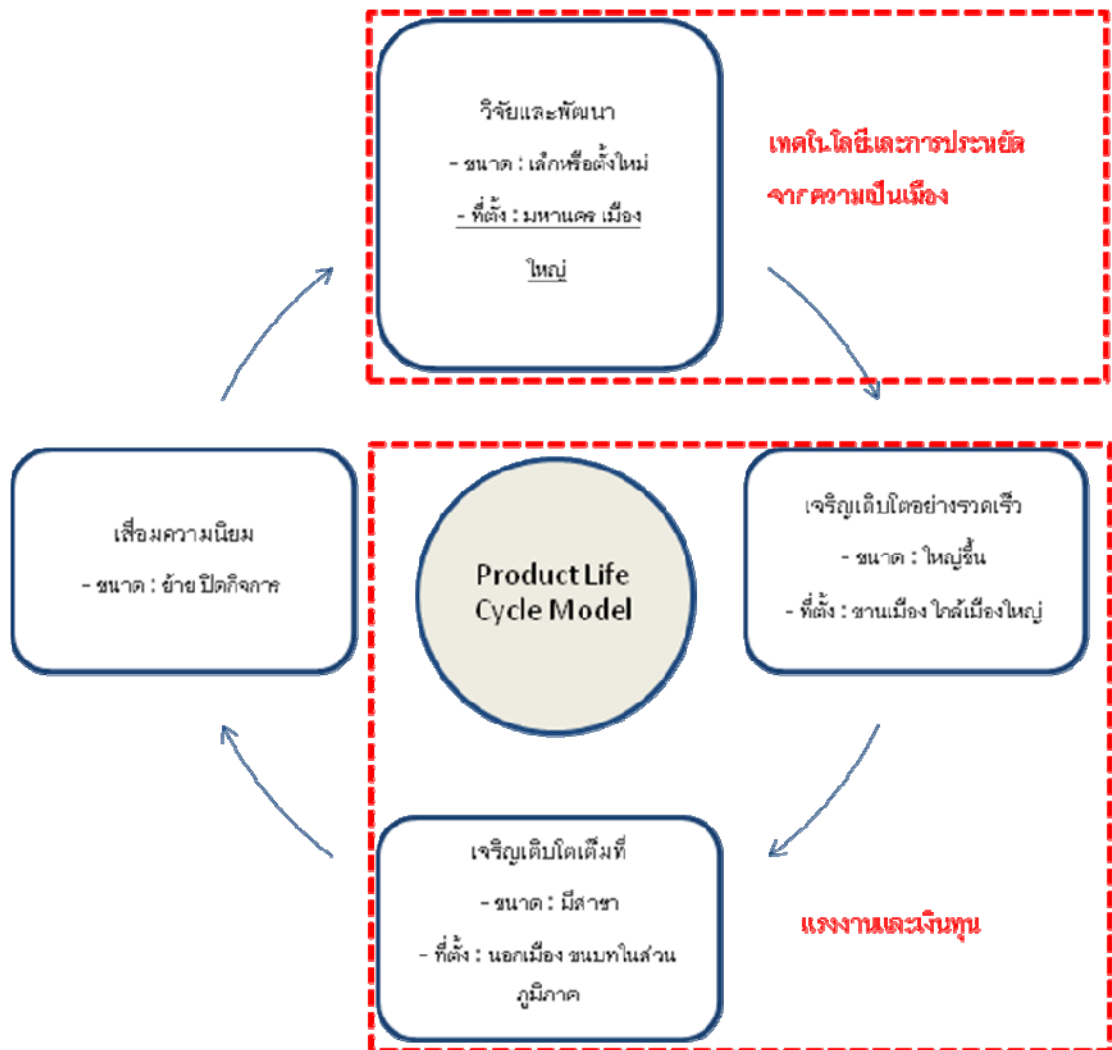 วิจัยและพัฒนา
- ขนาด : เล็กหรือตั้งใหม่
- ที่ตั้ง : มหานคร เมือง
ใหญ่
เทคโนโลยีและการประหยัด
จากความเป็นเมือง
เจริญเติบโตอย่างรวดเร็ว
- ขนาด : ใหญ่ขึ้น
- ที่ตั้ง : ชานเมือง ใกล้เมืองใหญ่
เสื่อมความนิยม
- ขนาด : ย้าย ปิดกิจการ
Product Life
Cycle Model
เจริญเติบโตเต็มที่
- ขนาด : มีสาขา
- ที่ตั้ง : นอกเมือง ชนบทในส่วน
ภูมิภาค
แรงงานและเงินทุน